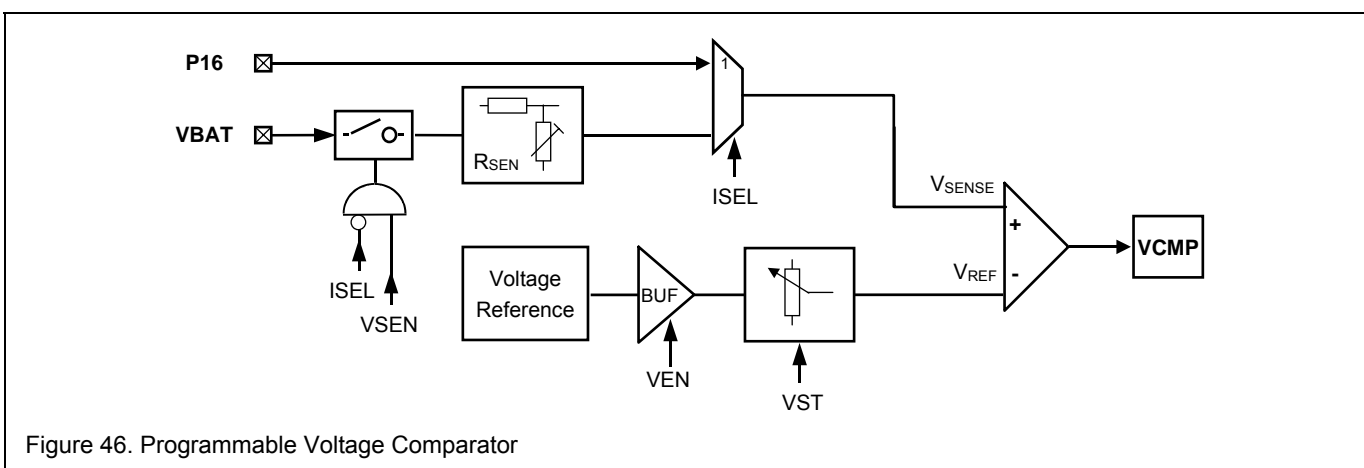 P16
1
VBAT
RSEN
ISEL
VSENSE
+
VCMP
ISEL
VSEN
Voltage
Reference
BUF
VREF
-
VEN
VST
Figure 46. Programmable Voltage Comparator